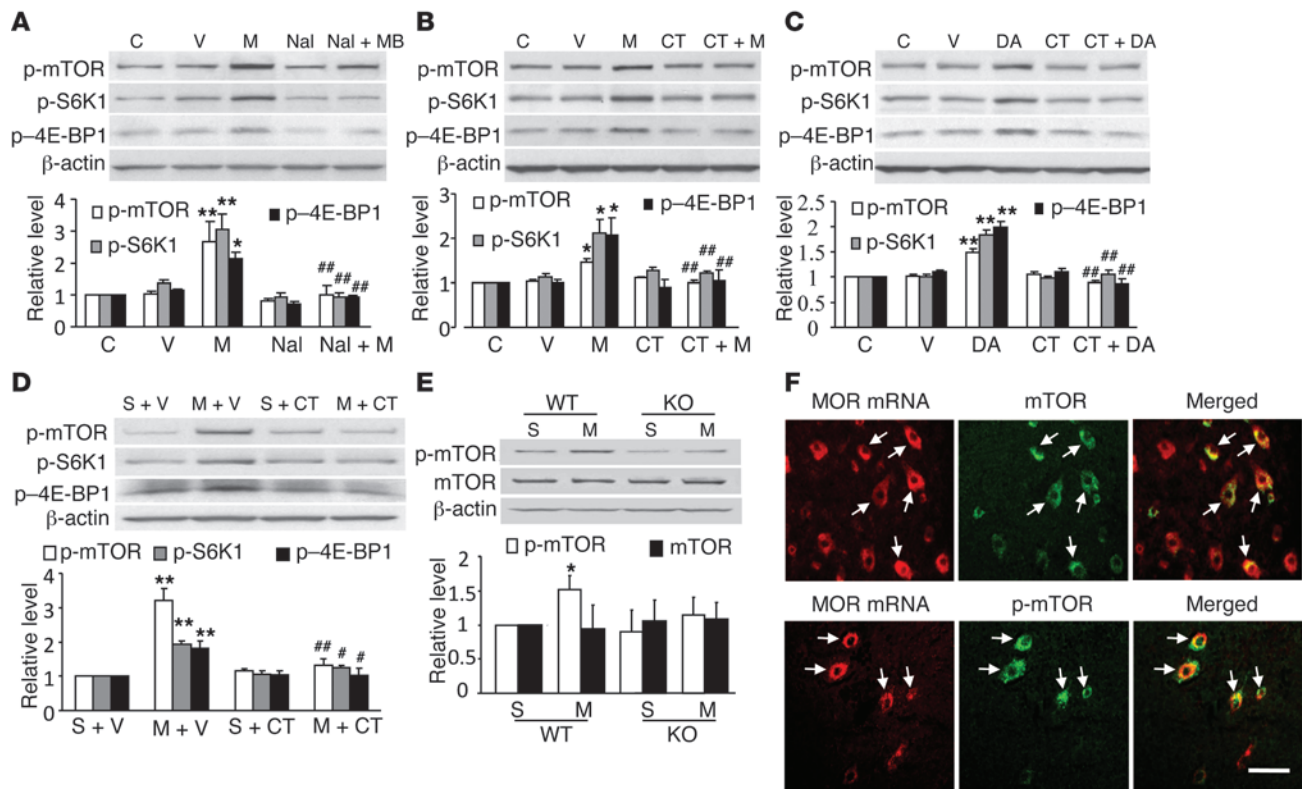 A
C V M Nal Nal + MB
p-mTOR
p-S6K1
p–4E-BP1
β-actin
p-mTOR p–4E-BP1
p-S6K1
Relative level
4
3
2
1
0
** ** *
## ## ##
C V M Nal Nal + M
B
C V M CT CT + M
p-mTOR
p-S6K1
p–4E-BP1
β-actin
p-mTOR p–4E-BP1
p-S6K1
Relative level
3
2
1
0
* * *
## ## ##
C V M CT CT + M
C
C V DA CT CT + DA
p-mTOR
p-S6K1
p–4E-BP1
β-actin
p-mTOR p–4E-BP1
p-S6K1
Relative level
2.5
2
1.5
1
0.5
0
** ** **
## ## ##
C V DA CT CT + DA
D
S + V M + V S + CT M + CT
p-mTOR
p-S6K1
p–4E-BP1
β-actin
p-mTOR p-S6K1 p–4E-BP1
Relative level
4
3
2
1
0
** ** **
## # #
S + V M + V S + CT M + CT
E
WT KO
S M S M
p-mTOR
mTOR
β-actin
p-mTOR mTOR
Relative level
2
1.5
1
0.5
0
*
S M S M
WT KO
F
MOR mRNA mTOR Merged
MOR mRNA p-mTOR Merged